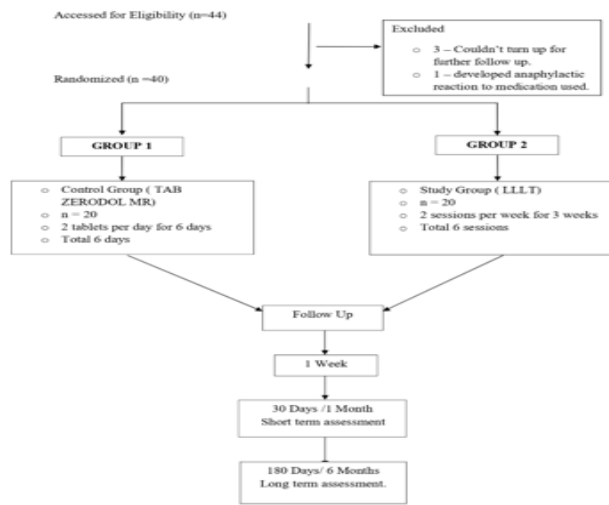 Accessed for Eligibility (n=44)
Excluded
o 3 – Couldn't turn up for
further follow up.
o 1 – developed anaphylactic
reaction to medication used.
Randomized (n =40)
GROUP 1
GROUP 2
o Control Group ( TAB
ZERODOL MR)
o n = 20
o 2 tablets per day for 6 days
o Total 6 days
o Study Group ( LLLT)
o n = 20
o 2 sessions per week for 3 weeks
o Total 6 sessions
Follow Up
1 Week
30 Days /1 Month
Short term assessment
180 Days/ 6 Months
Long term assessment.